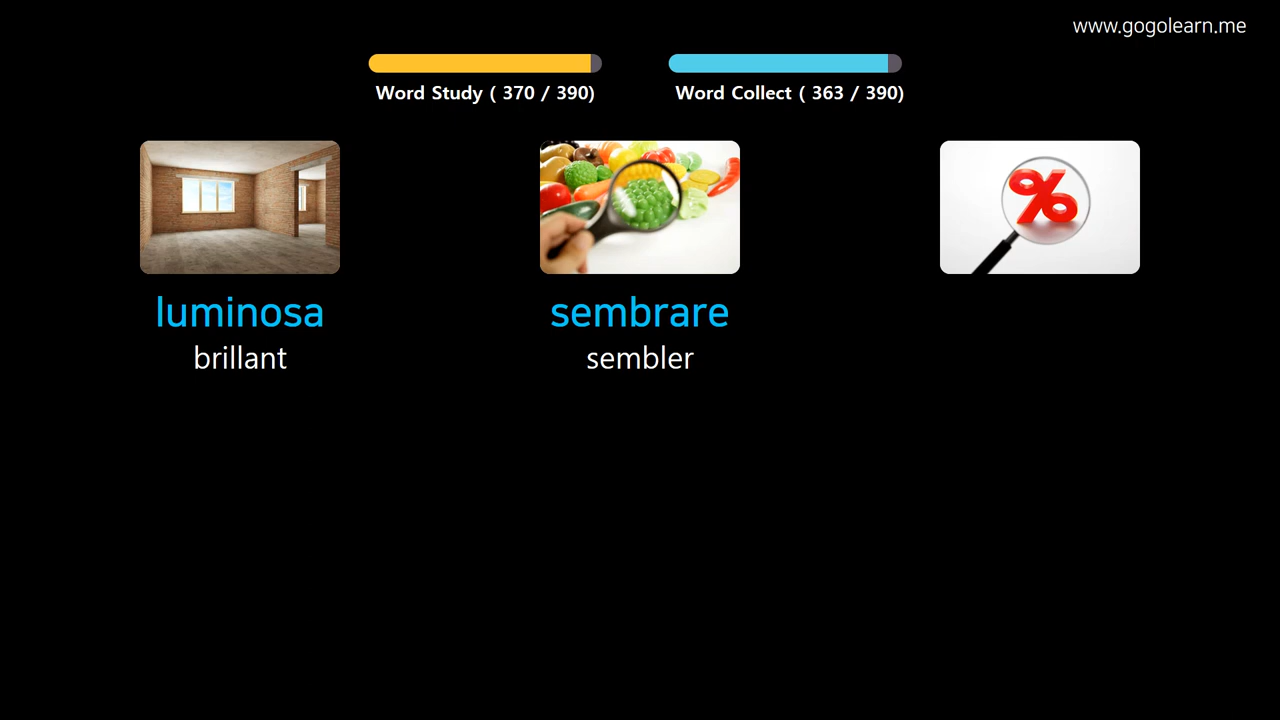 www.gogolearn.me
Word Study ( 370 / 390)
Word Collect ( 363 / 390)
%
luminosa
sembrare
brillant
sembler